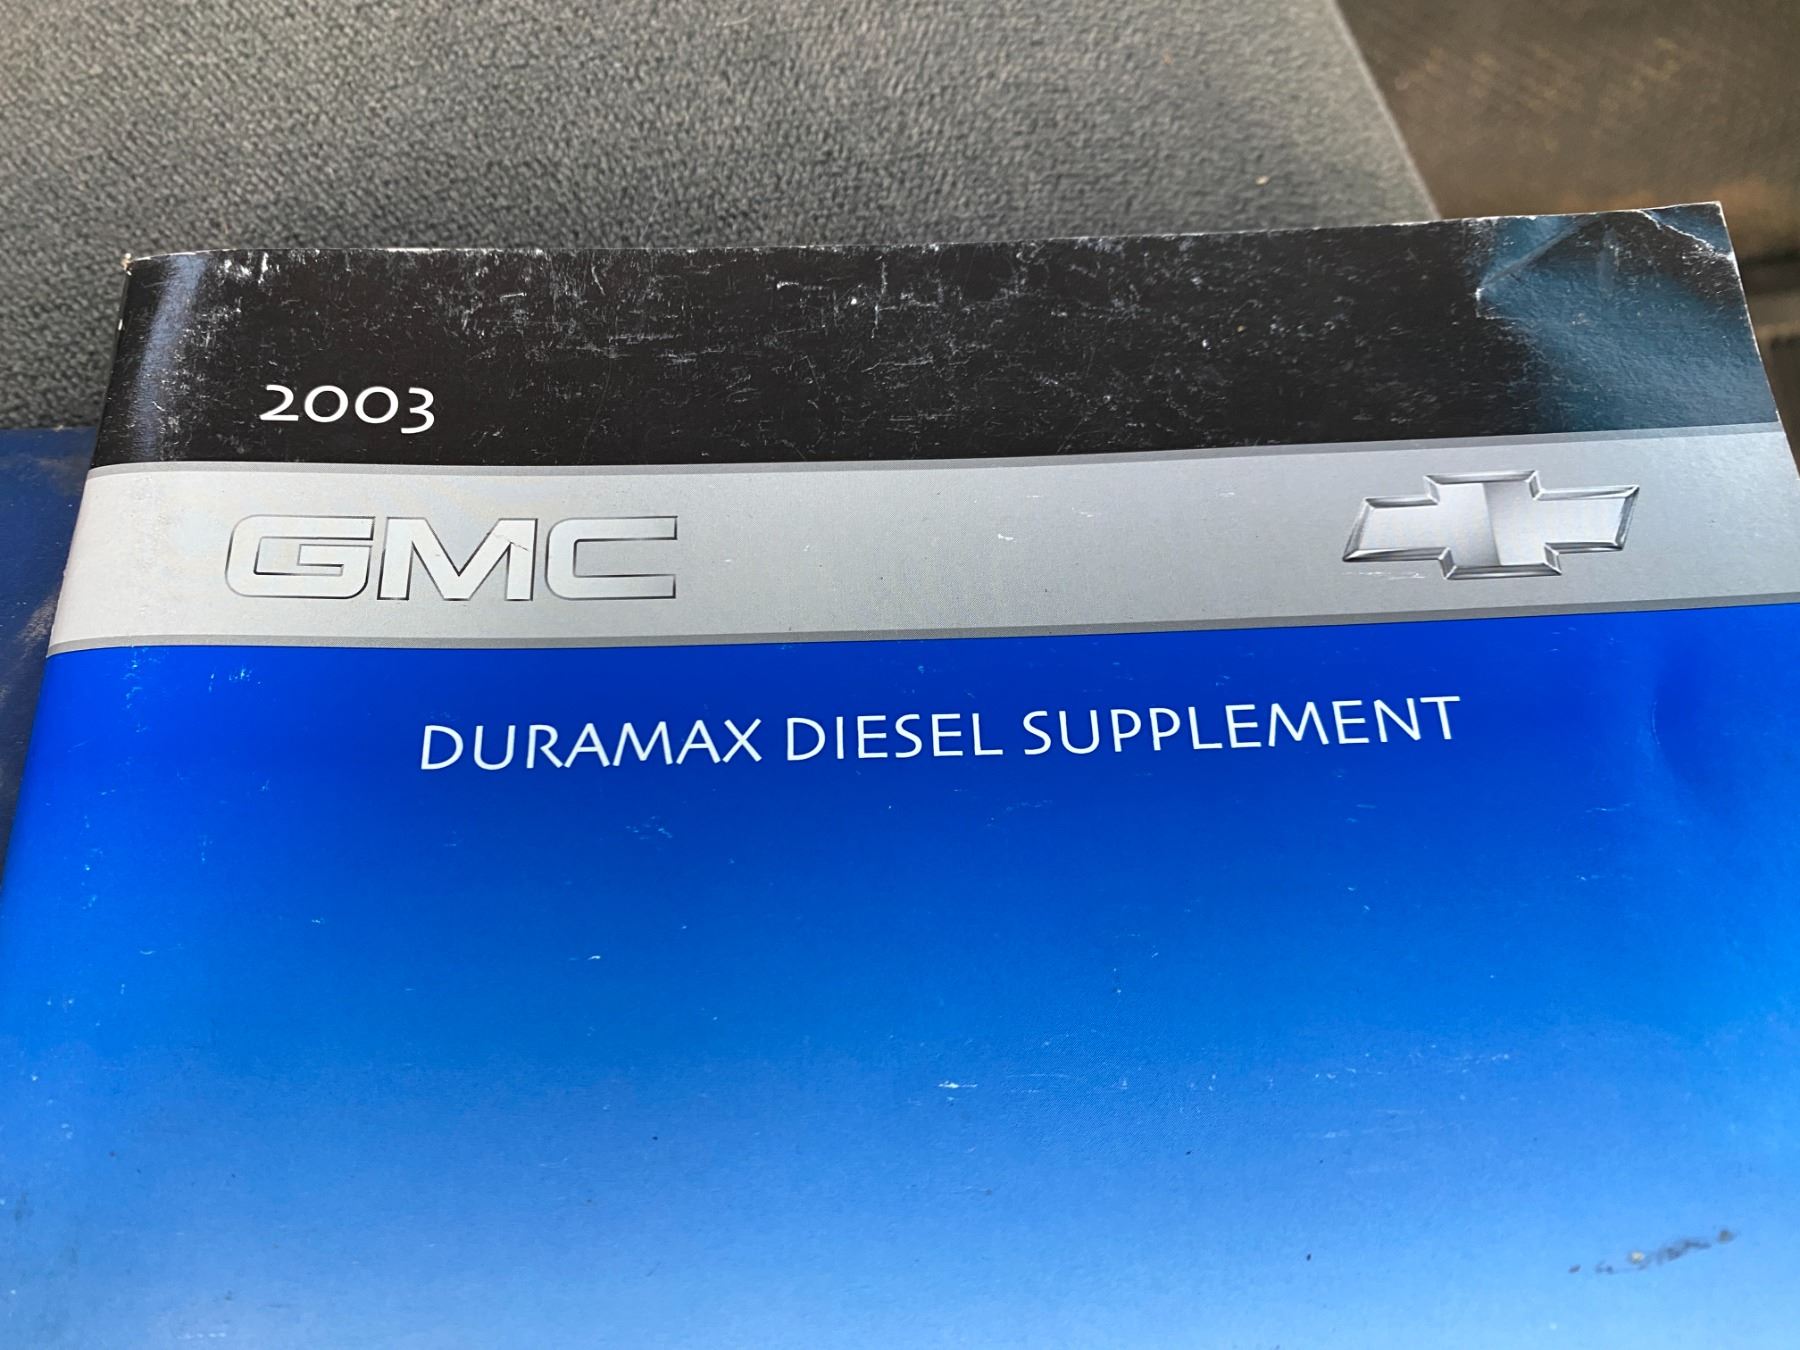 2003
GMC
DURAMAX DIESEL SUPPLEMENT